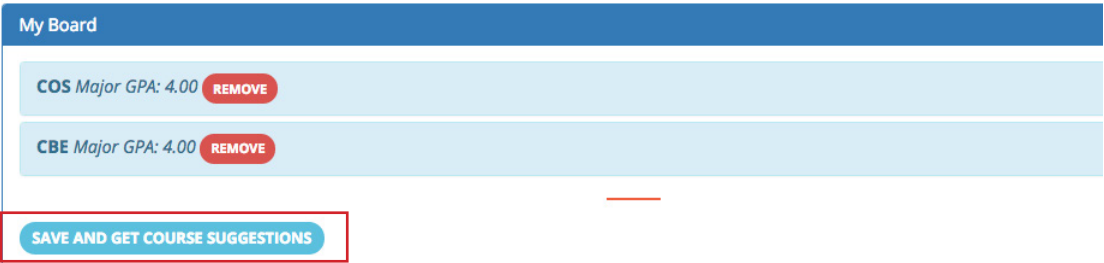 My Board
COS Major GPA: 4.00 REMOVE
CBE Major GPA: 4.00 REMOVE
SAVE AND GET COURSE SUGGESTIONS